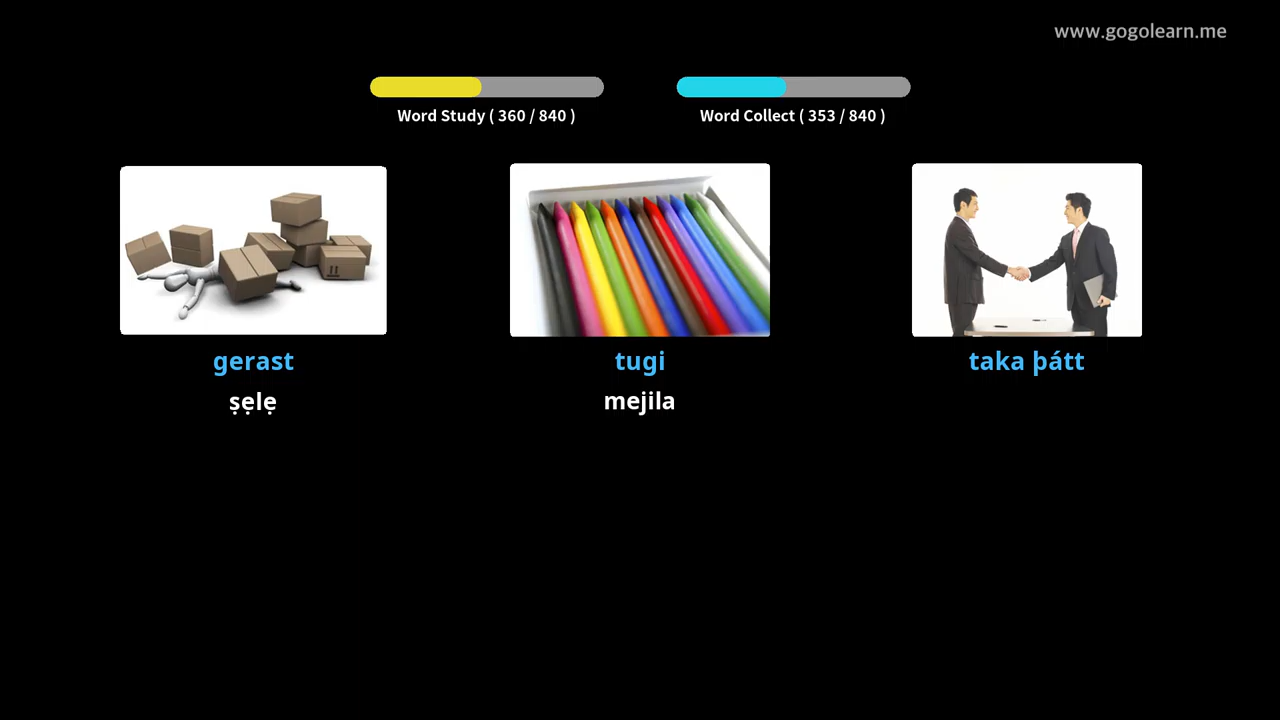 www.gogolearn.me
Word Study ( 360 / 840 )
Word Collect ( 353 / 840 )
gerast
tugi
taka þátt
ṣẹlẹ
mejila